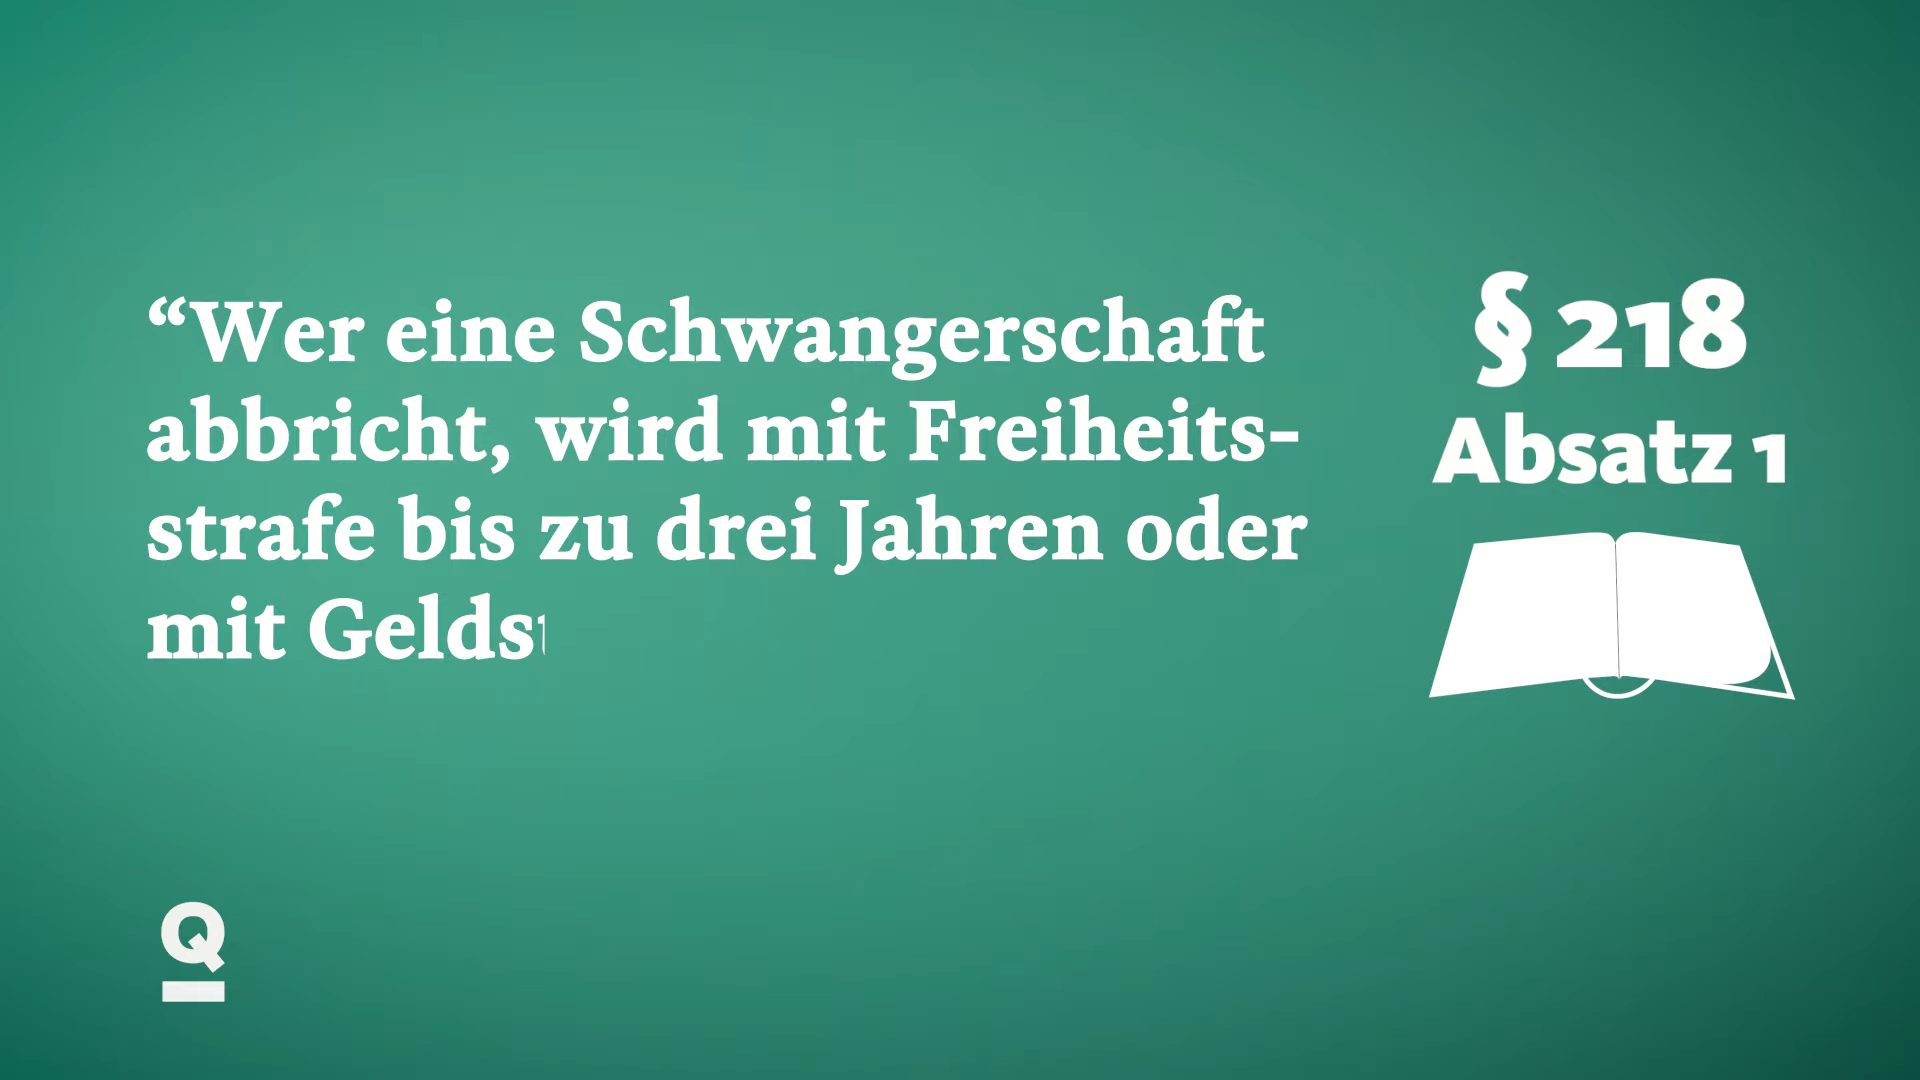 “Wer eine Schwangerschaft
abbricht, wird mit Freiheits-
strafe bis zu drei Jahren oder
mit Gelds
§ 218
Absatz 1
Q